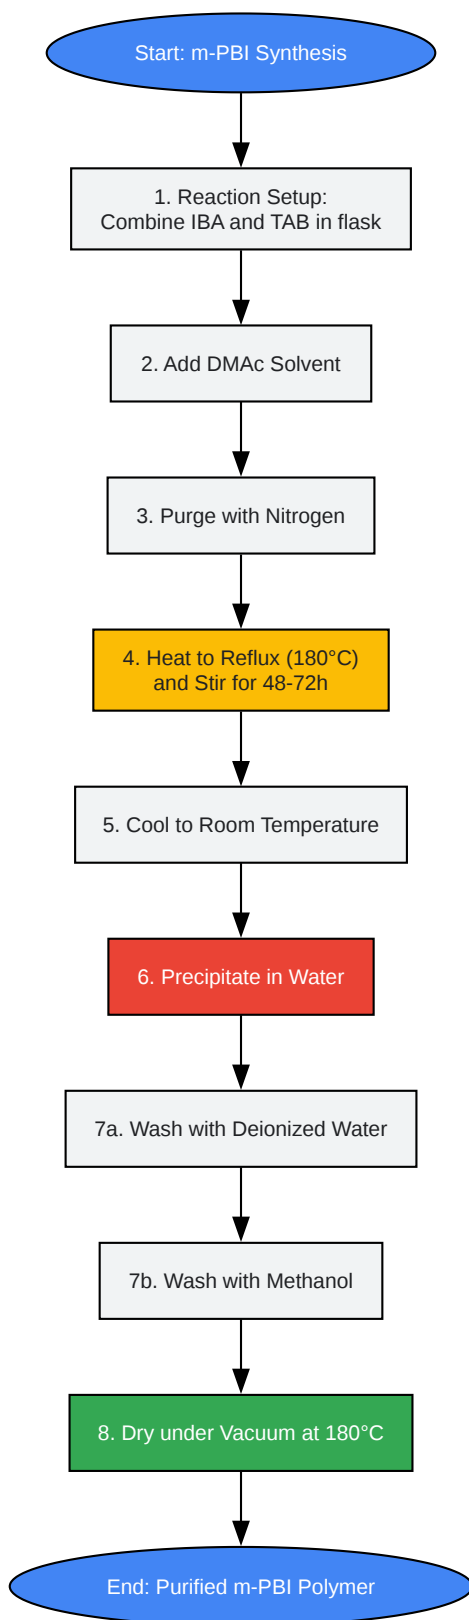 Start: m-PBI Synthesis
1. Reaction Setup:
Combine IBA and TAB in flask
2. Add DMAc Solvent
3. Purge with Nitrogen
4. Heat to Reflux (180°C)
and Stir for 48-72h
5. Cool to Room Temperature
6. Precipitate in Water
7a. Wash with Deionized Water
7b. Wash with Methanol
8. Dry under Vacuum at 180°C
End: Purified m-PBI Polymer